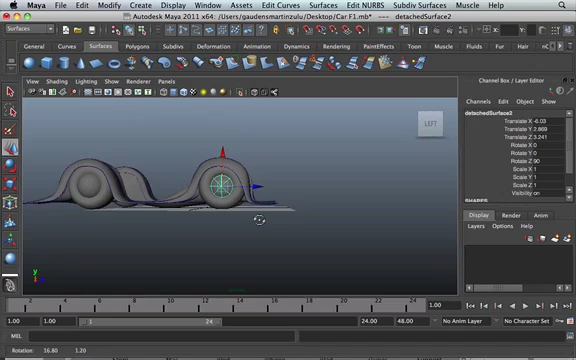 Maya File Edit Modify Create Display Window Assets Edit Curves Surfaces Edit NURBS Subdiv Surfaces Muscle Help
Autodesk Maya 2011 x64: /Users/gaudensmartinzulu/Desktop/Car F1.mb* --- detachedSurface2
Surfaces
General Curves Surfaces Polygons Subdivs Deformation Animation Dynamics Rendering PaintEffects Toon Muscle Fluids Fur Hair
View Shading Lighting Show Renderer Panels
Channel Box / Layer Editor
Channels Edit Object Show
detachedSurface2
Translate X -6.03
Translate Y 2.869
Translate Z 3.241
Rotate X 0
Rotate Y 0
Rotate Z 90
Scale X 1
Scale Y 1
Scale Z 1
Visibility on
SHAPES
LEFT
Display Render Anim
Layers Options Help
y
z
2 4 6 8 10 12 14 16 18 20 22 24
1.00
1.00 1.00 1 24 24.00 48.00 No Anim Layer No Character Set
MEL
Rotation: 16.80 1.20